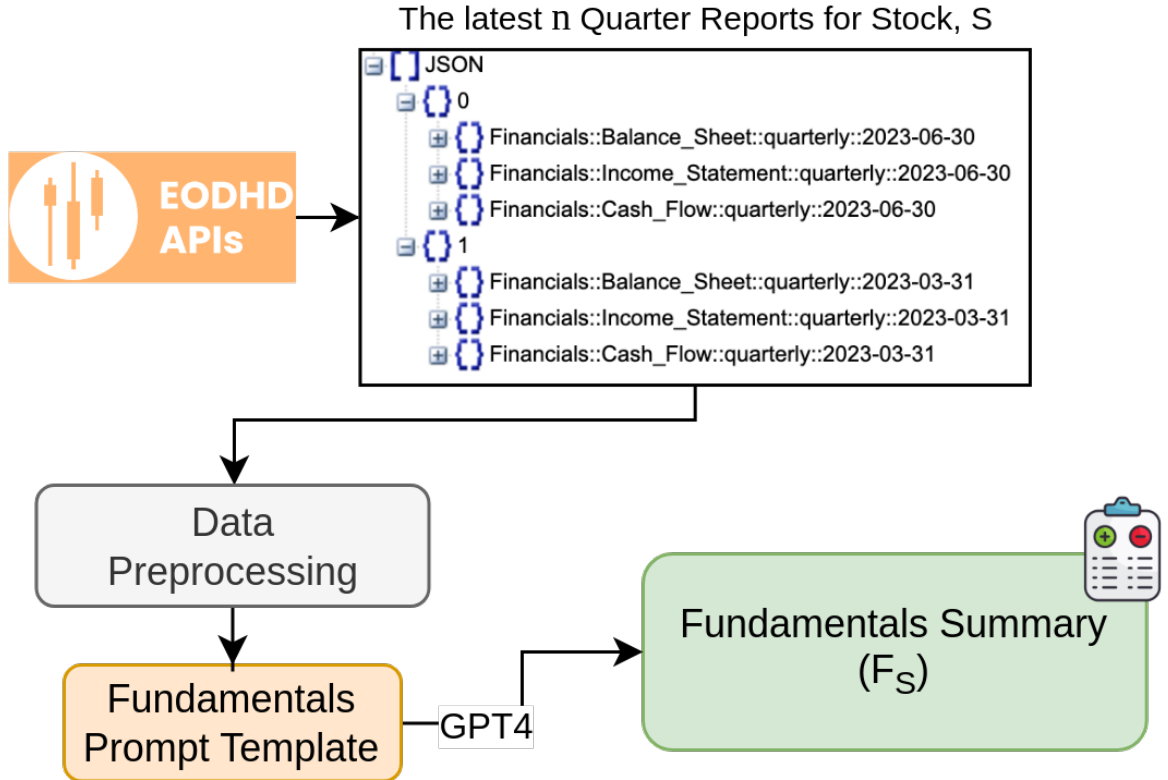 The latest n Quarter Reports for Stock, S
JSON
0
Financials::Balance_Sheet::quarterly::2023-06-30
Financials::Income_Statement::quarterly::2023-06-30
Financials::Cash_Flow::quarterly::2023-06-30
1
Financials::Balance_Sheet::quarterly::2023-03-31
Financials::Income_Statement::quarterly::2023-03-31
Financials::Cash_Flow::quarterly::2023-03-31
EODHD
APIs
Data
Preprocessing
Fundamentals
Prompt Template
GPT4
Fundamentals Summary
(FS)